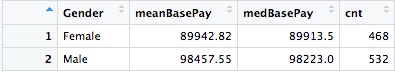 Gender meanBasePay medBasePay cnt
1 Female 89942.82 89913.5 468
2 Male 98457.55 98223.0 532